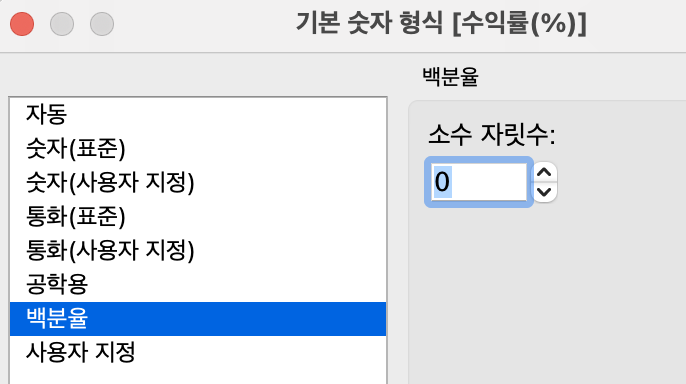 기본 숫자 형식 [수익률(%)]
자동
숫자(표준)
숫자(사용자 지정)
통화(표준)
통화(사용자 지정)
공학용
백분율
사용자 지정
백분율
소수 자릿수:
0